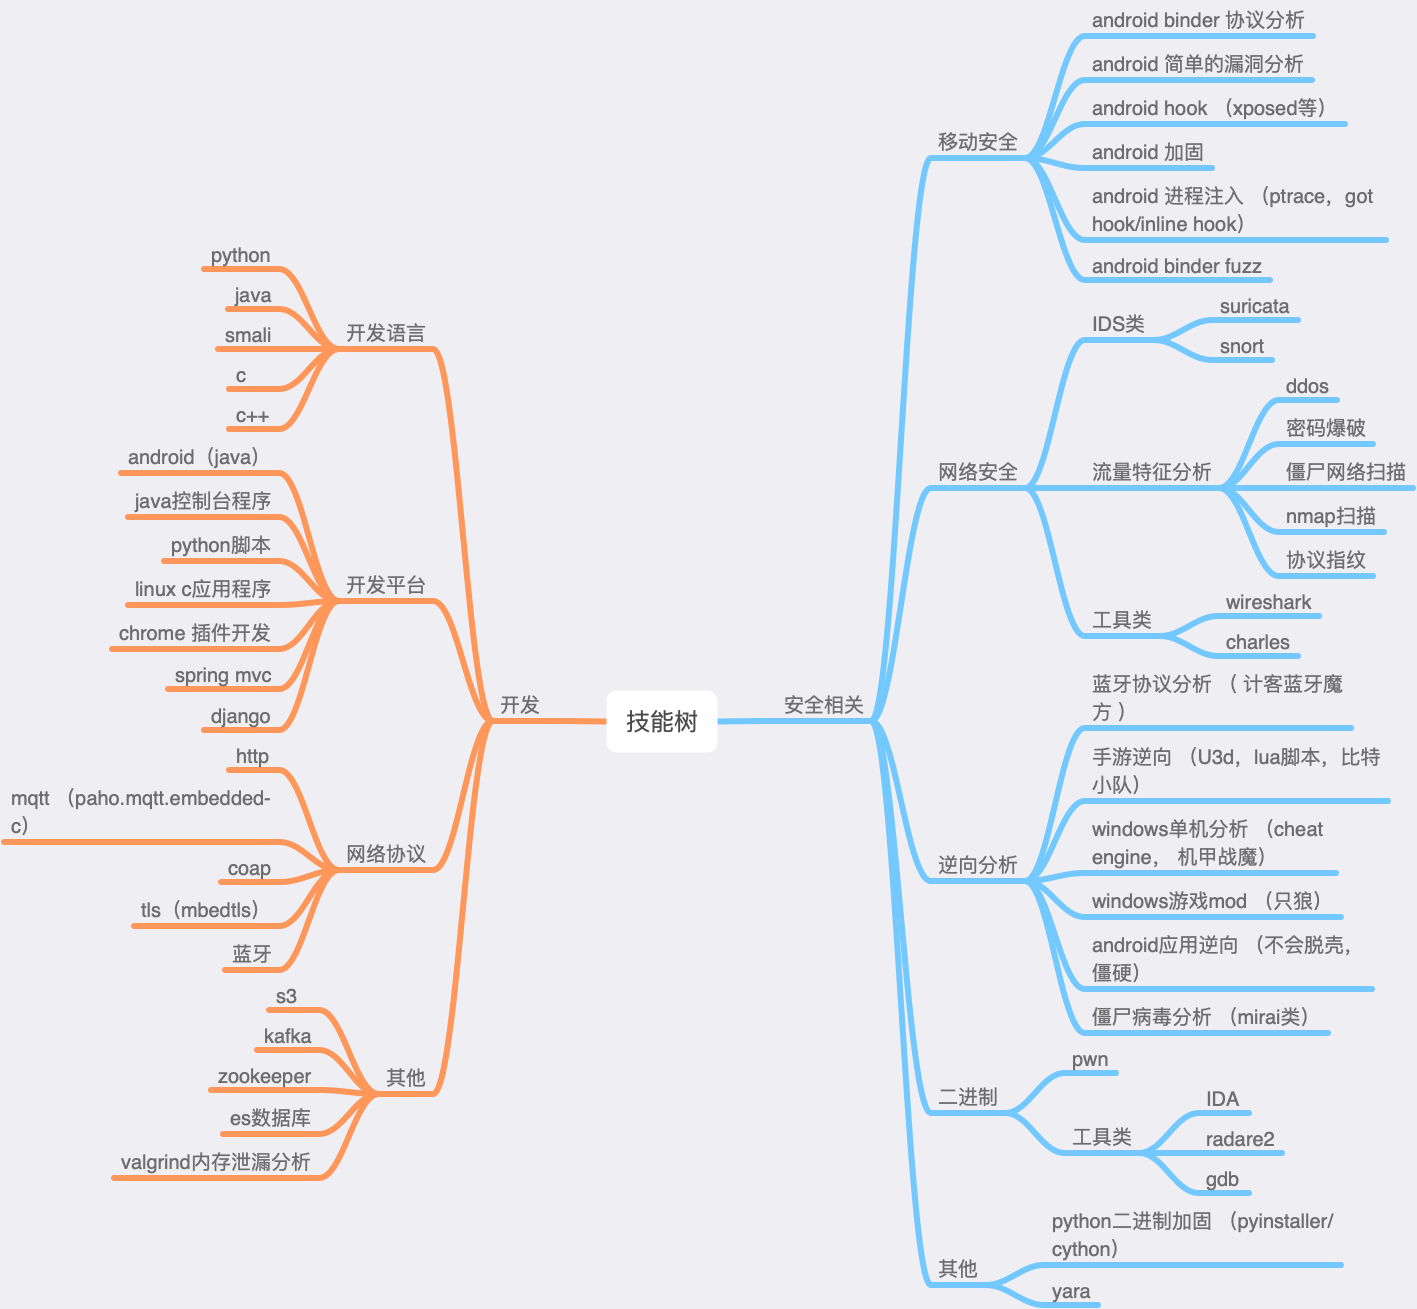 技能树
开发
开发语言
python
java
smali
c
c++
开发平台
android（java）
java控制台程序
python脚本
linux c应用程序
chrome 插件开发
spring mvc
django
网络协议
http
mqtt （paho.mqtt.embedded-
c）
coap
tls（mbedtls）
蓝牙
其他
s3
kafka
zookeeper
es数据库
valgrind内存泄漏分析
安全相关
移动安全
android binder 协议分析
android 简单的漏洞分析
android hook （xposed等）
android 加固
android 进程注入 （ptrace，got
hook/inline hook）
android binder fuzz
网络安全
IDS类
suricata
snort
流量特征分析
ddos
密码爆破
僵尸网络扫描
nmap扫描
协议指纹
工具类
wireshark
charles
逆向分析
蓝牙协议分析 （ 计客蓝牙魔
方 ）
手游逆向 （U3d，lua脚本，比特
小队）
windows单机分析 （cheat
engine， 机甲战魔）
windows游戏mod （只狼）
android应用逆向 （不会脱壳，
僵硬）
僵尸病毒分析 （mirai类）
二进制
pwn
工具类
IDA
radare2
gdb
其他
python二进制加固 （pyinstaller/
cython）
yara